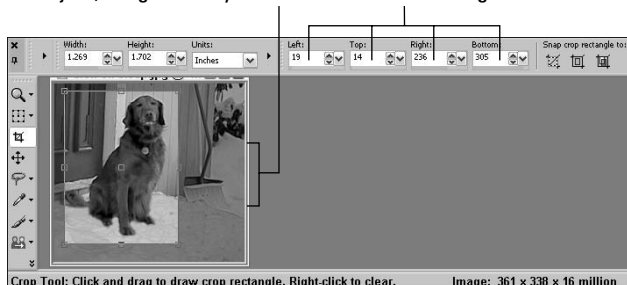 Width: Height: Units: Left: Top: Right: Bottom: Snap crop rectangle to:
1.269 1.702 Inches 19 14 236 305
Crop Tool: Click and drag to draw crop rectangle. Right-click to clear. Image: 361 x 338 x 16 million